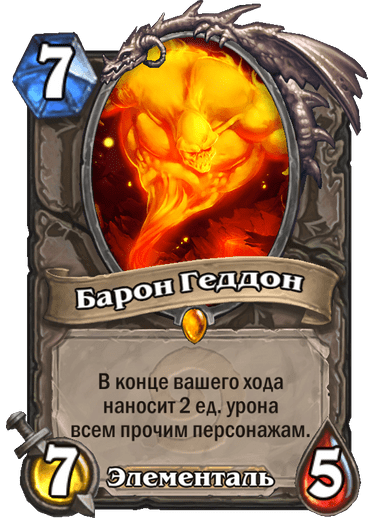 7
Барон Геддон
В конце вашего хода
наносит 2 ед. урона
всем прочим персонажам.
7
Элементаль
5